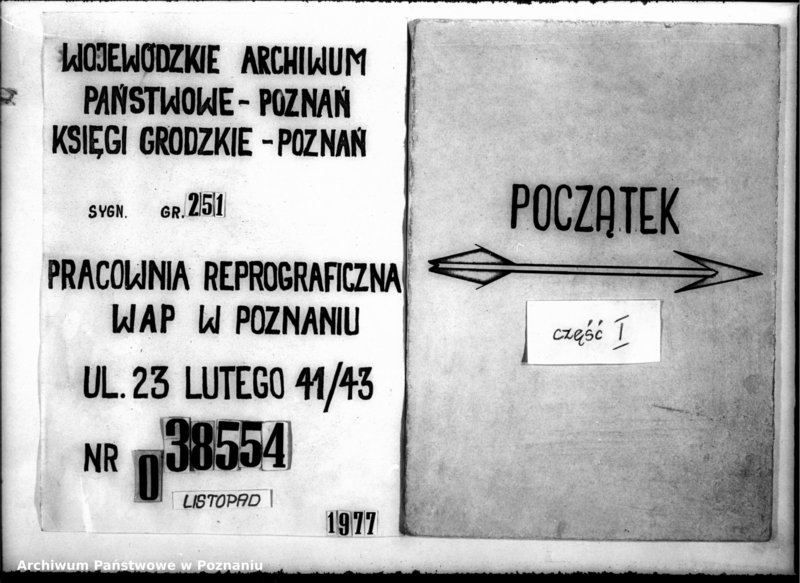 WOJEWÓDZKIE ARCHIWUM
PAŃSTWOWE - POZNAŃ
KSIĘGI GRODZKIE - POZNAŃ
SYGN. GR. 251
PRACOWNIA REPROGRAFICZNA
WAP W POZNANIU
UL. 23 LUTEGO 41/43
NR O 38554
LISTOPAD
1977
POCZĄTEK
część I
Archiwum Państwowe w Poznaniu